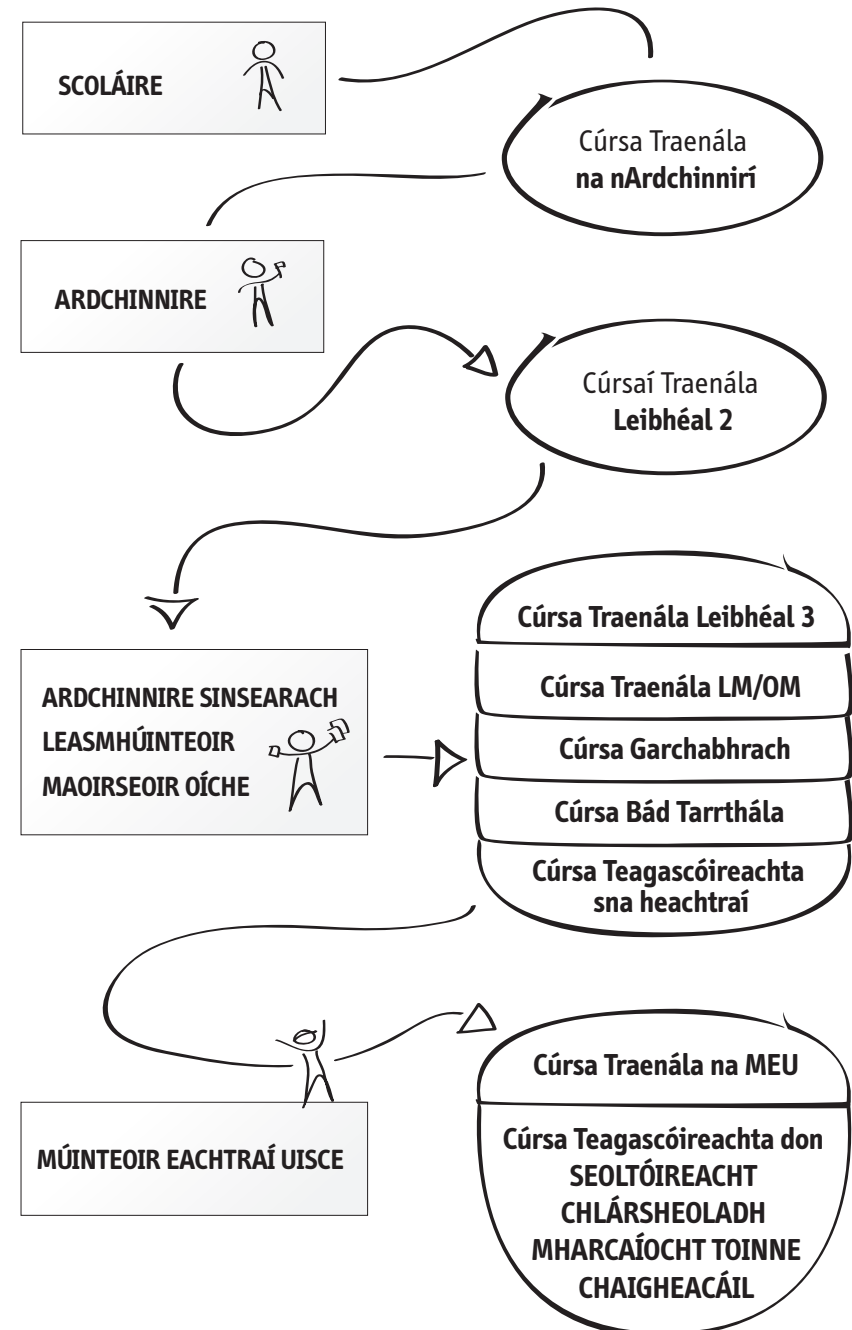 SCOLÁIRE
Cúrsa Traenála
na nArdchinnirí
ARDCHINNIRE
Cúrsaí Traenála
Leibhéal 2
ARDCHINNIRE SINSEARACH
LEASMHÚINTEOIR
MAOIRSEOIR OÍCHE
Cúrsa Traenála Leibhéal 3
Cúrsa Traenála LM/OM
Cúrsa Garchabhrach
Cúrsa Bád Tarrthála
Cúrsa Teagascóireachta
sna heachtraí
MÚINTEOIR EACHTRAÍ UISCE
Cúrsa Traenála na MEU
Cúrsa Teagascóireachta don
SEOLTÓIREACHT
CHLÁRSHEOLADH
MHARCAÍOCHT TOINNE
CHAIGHEACÁIL